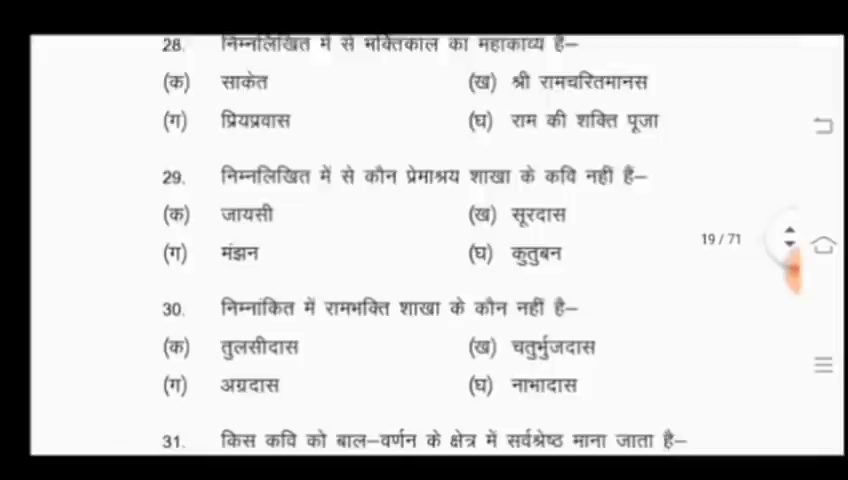 28. निम्नलिखित में से भक्तिकाल का महाकाव्य है–
(क) साकेत (ख) श्री रामचरितमानस
(ग) प्रियप्रवास (घ) राम की शक्ति पूजा
29. निम्नलिखित में से कौन प्रेमाश्रय शाखा के कवि नहीं हैं–
(क) जायसी (ख) सूरदास
(ग) मंझन (घ) कुतुबन
19 / 71
30. निम्नांकित में रामभक्ति शाखा के कौन नहीं है–
(क) तुलसीदास (ख) चतुर्भुजदास
(ग) अग्रदास (घ) नाभादास
31. किस कवि को बाल–वर्णन के क्षेत्र में सर्वश्रेष्ठ माना जाता है–